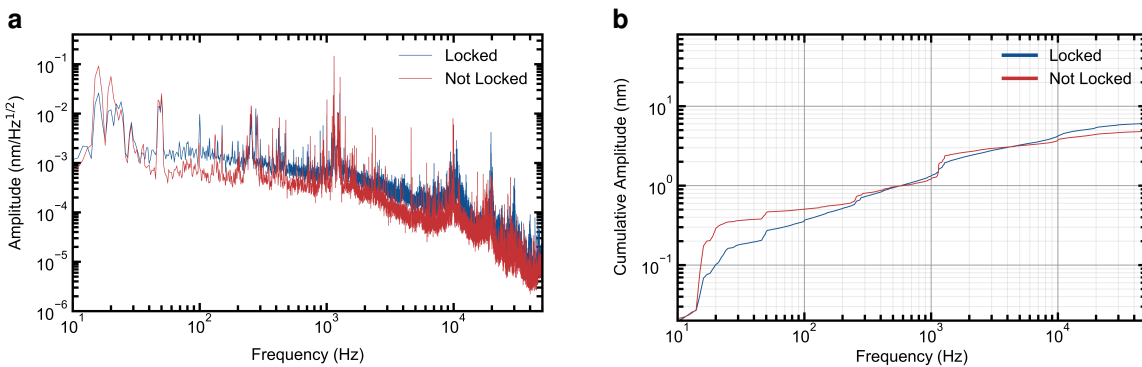 a
Amplitude (nm/Hz^1/2)
10^−1
10^−2
10^−3
10^−4
10^−5
10^−6
Locked
Not Locked
10^1
10^2
10^3
10^4
Frequency (Hz)
b
Cumulative Amplitude (nm)
10^1
10^0
10^−1
Locked
Not Locked
10^1
10^2
10^3
10^4
Frequency (Hz)